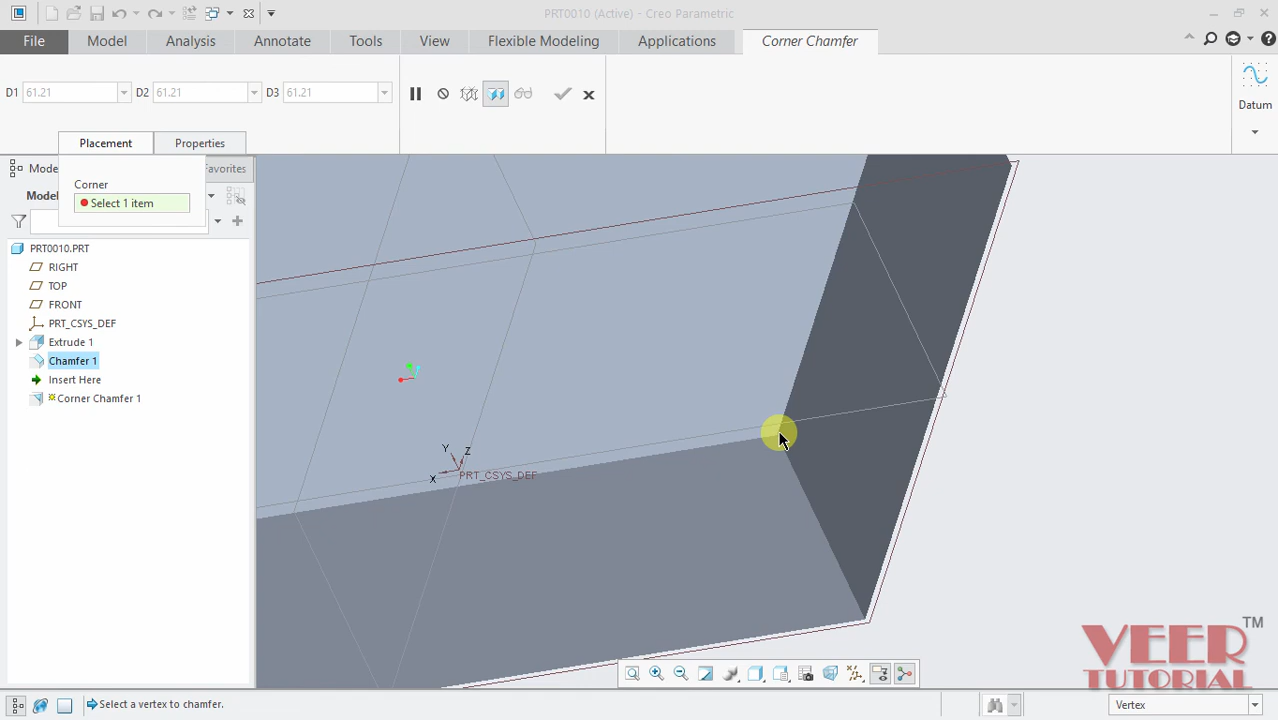 PRT0010 (Active) - Creo Parametric
File Model Analysis Annotate Tools View Flexible Modeling Applications Corner Chamfer
D1 61.21 D2 61.21 D3 61.21
Datum
Placement Properties
Mode Favorites
Corner
Mode
Select 1 item
PRT0010.PRT
RIGHT
TOP
FRONT
PRT_CSYS_DEF
Extrude 1
Chamfer 1
Insert Here
Corner Chamfer 1
Y Z
X PRT_CSYS_DEF
VEER TM
TUTORIAL
Select a vertex to chamfer.
Vertex